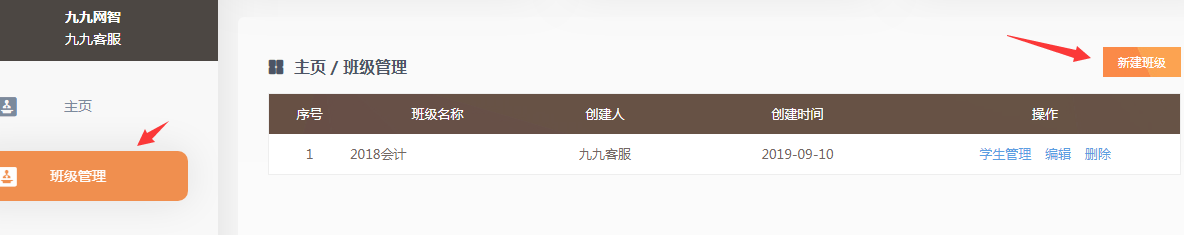 九九网智
九九客服
主页
班级管理
主页 / 班级管理
新建班级
序号 班级名称 创建人 创建时间 操作
1 2018会计 九九客服 2019-09-10 学生管理 编辑 删除